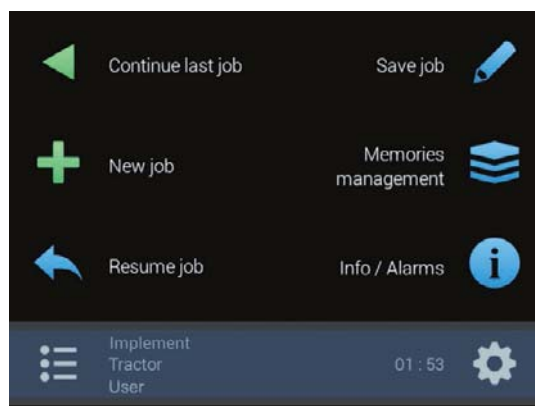 Continue last job
Save job
New job
Memories
management
Resume job
Info / Alarms
Implement
Tractor
User
01 : 53